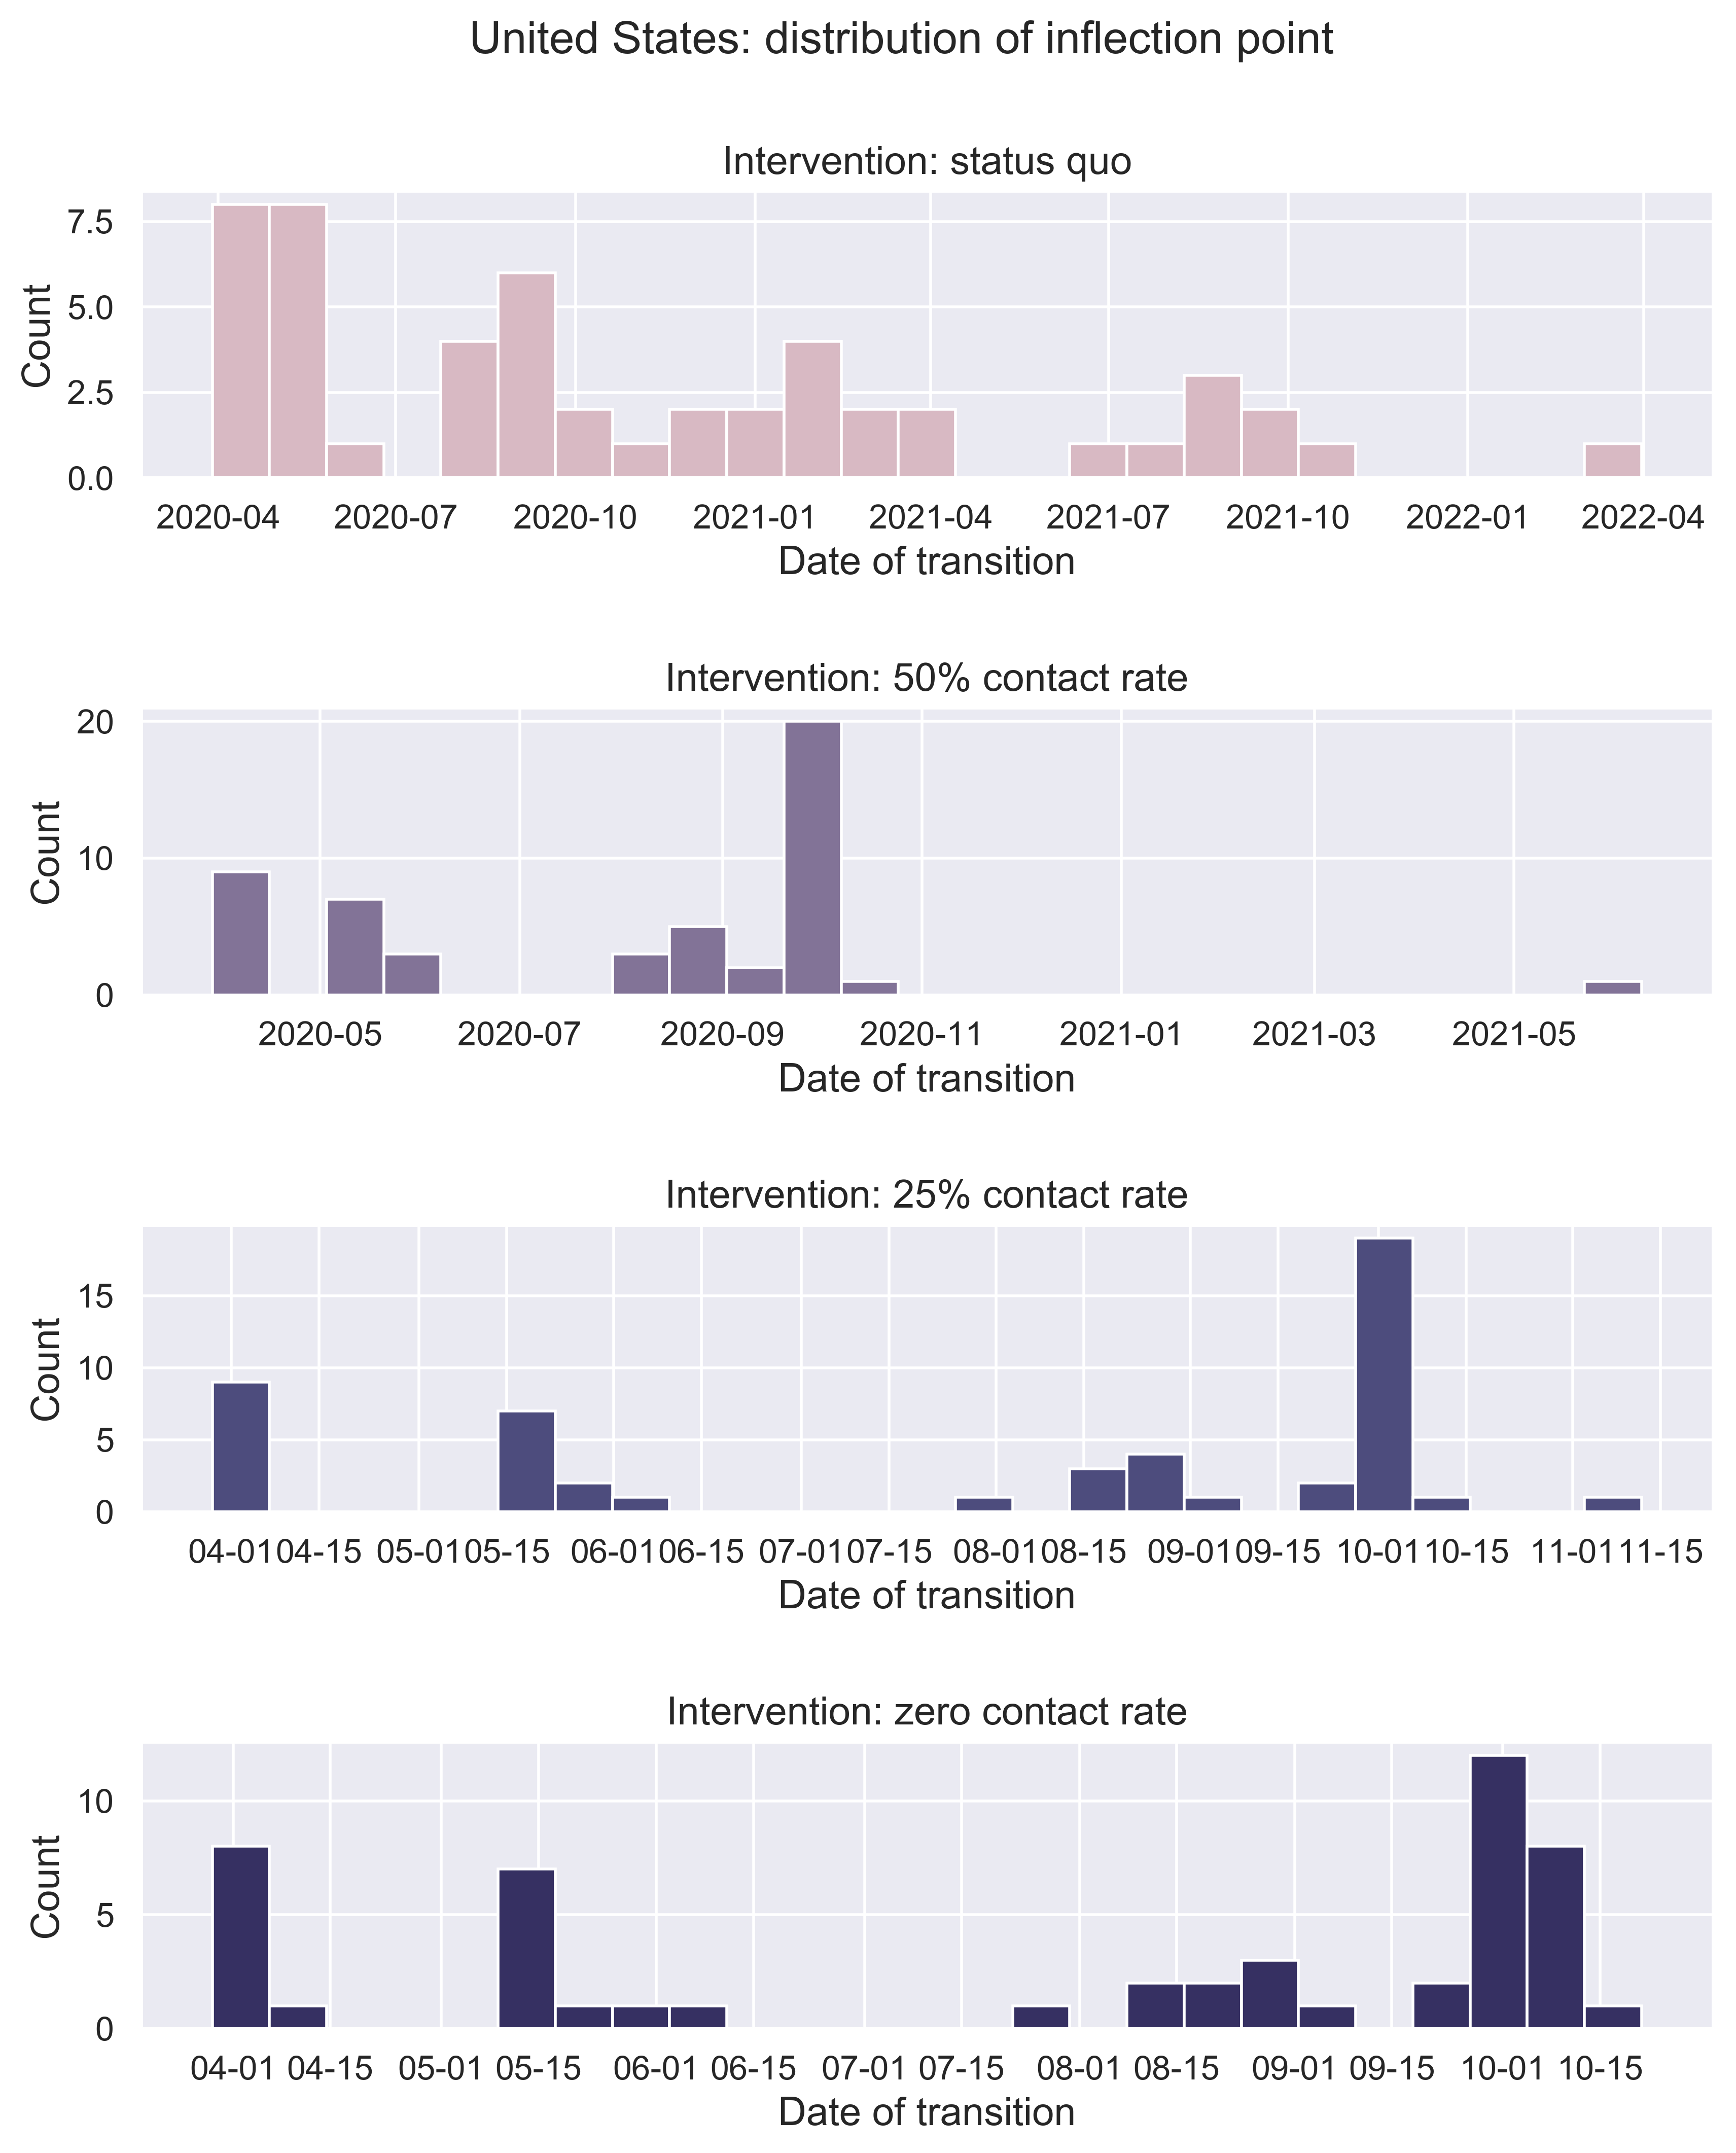 United States: distribution of inflection point
Intervention: status quo
Count
7.5
5.0
2.5
0.0
2020-04 2020-07 2020-10 2021-01 2021-04 2021-07 2021-10 2022-01 2022-04
Date of transition
Intervention: 50% contact rate
Count
20
10
0
2020-05 2020-07 2020-09 2020-11 2021-01 2021-03 2021-05
Date of transition
Intervention: 25% contact rate
Count
15
10
5
0
04-01 04-15 05-01 05-15 06-01 06-15 07-01 07-15 08-01 08-15 09-01 09-15 10-01 10-15 11-01 11-15
Date of transition
Intervention: zero contact rate
Count
10
5
0
04-01 04-15 05-01 05-15 06-01 06-15 07-01 07-15 08-01 08-15 09-01 09-15 10-01 10-15
Date of transition